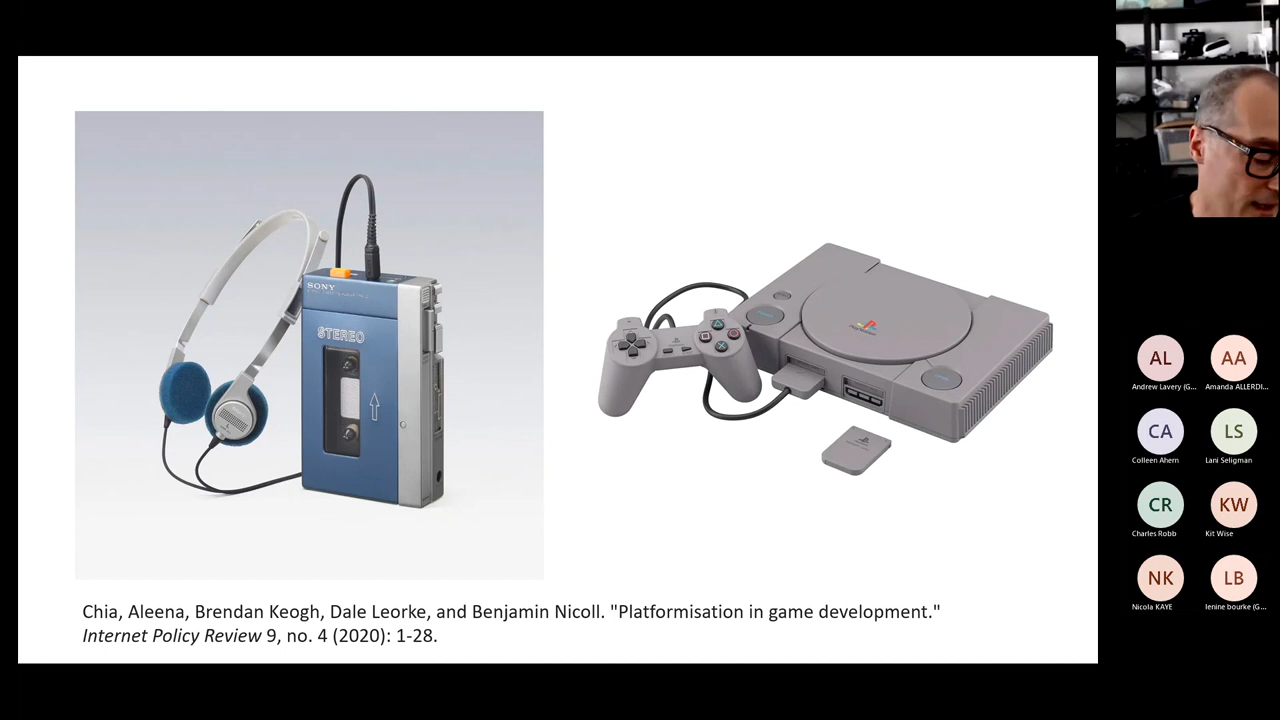 SONY
STEREO
Chia, Aleena, Brendan Keogh, Dale Leorke, and Benjamin Nicoll. "Platformisation in game development."
Internet Policy Review 9, no. 4 (2020): 1-28.
AL
AA
Andrew Lavery (G...
Amanda ALLERDI...
CA
LS
Colleen Ahern
Lani Seligman
CR
KW
Charles Robb
Kit Wise
NK
LB
Nicola KAYE
lenine bourke (G...